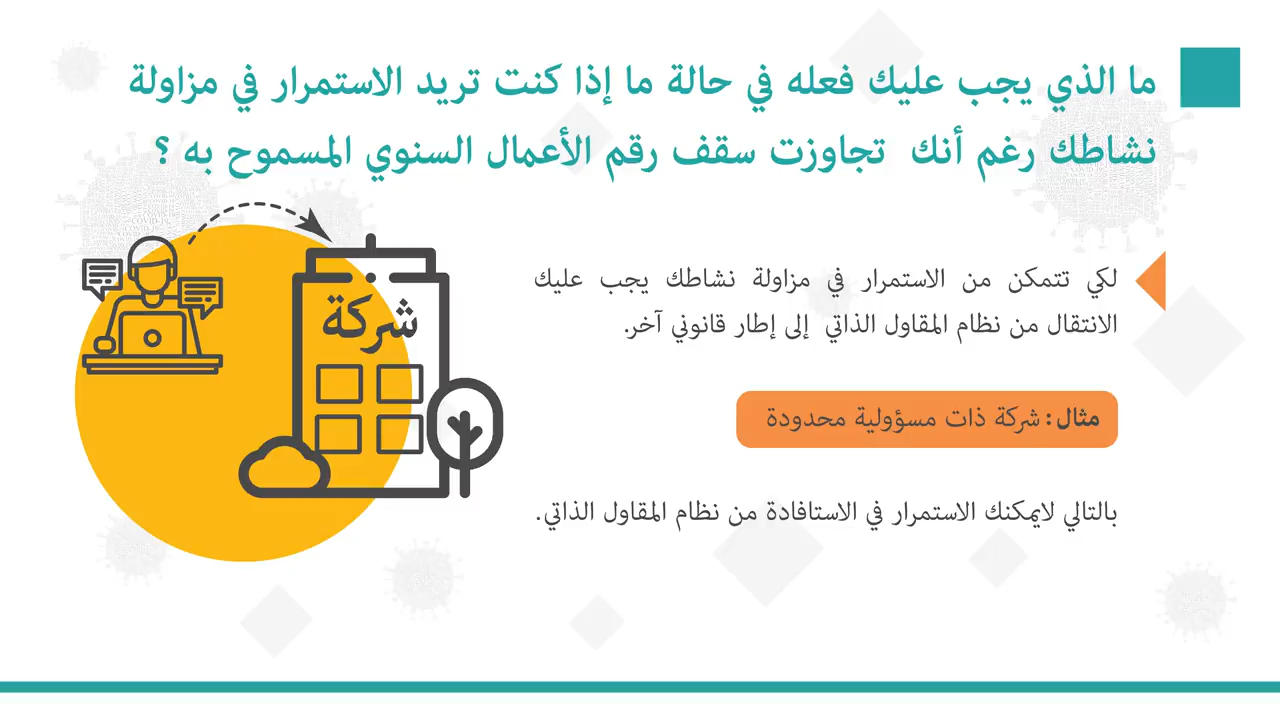 ما الذي يجب عليك فعله في حالة ما إذا كنت تريد الاستمرار في مزاولة
نشاطك رغم أنك تجاوزت سقف رقم الأعمال السنوي المسموح به ؟
لكي تتمكن من الاستمرار في مزاولة نشاطك يجب عليك
الانتقال من نظام المقاول الذاتي إلى إطار قانوني آخر.
شركة
مثال: شركة ذات مسؤولية محدودة
بالتالي لايمكنك الاستمرار في الاستافادة من نظام المقاول الذاتي.